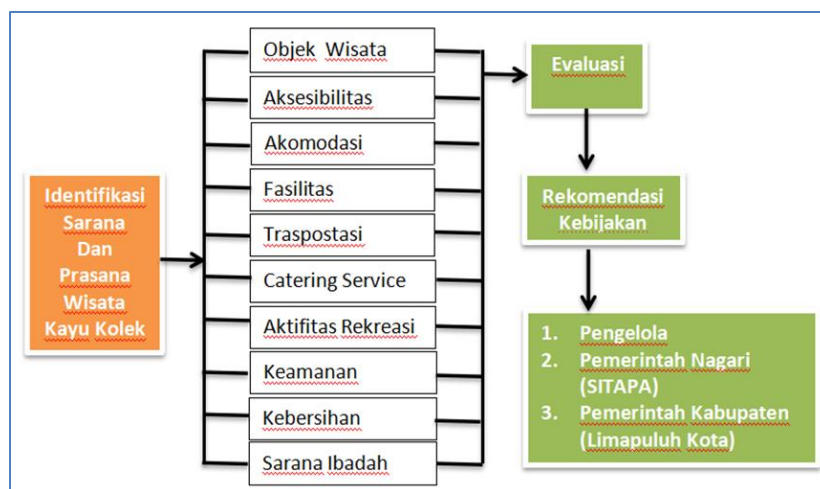 Identifikasi
Sarana
Dan
Prasana
Wisata
Kayu Kolek
Objek Wisata
Aksesibilitas
Akomodasi
Fasilitas
Traspostasi
Catering Service
Aktifitas Rekreasi
Keamanan
Kebersihan
Sarana Ibadah
Evaluasi
Rekomendasi
Kebijakan
1. Pengelola
2. Pemerintah Nagari
(SITAPA)
3. Pemerintah Kabupaten
(Limapuluh Kota)